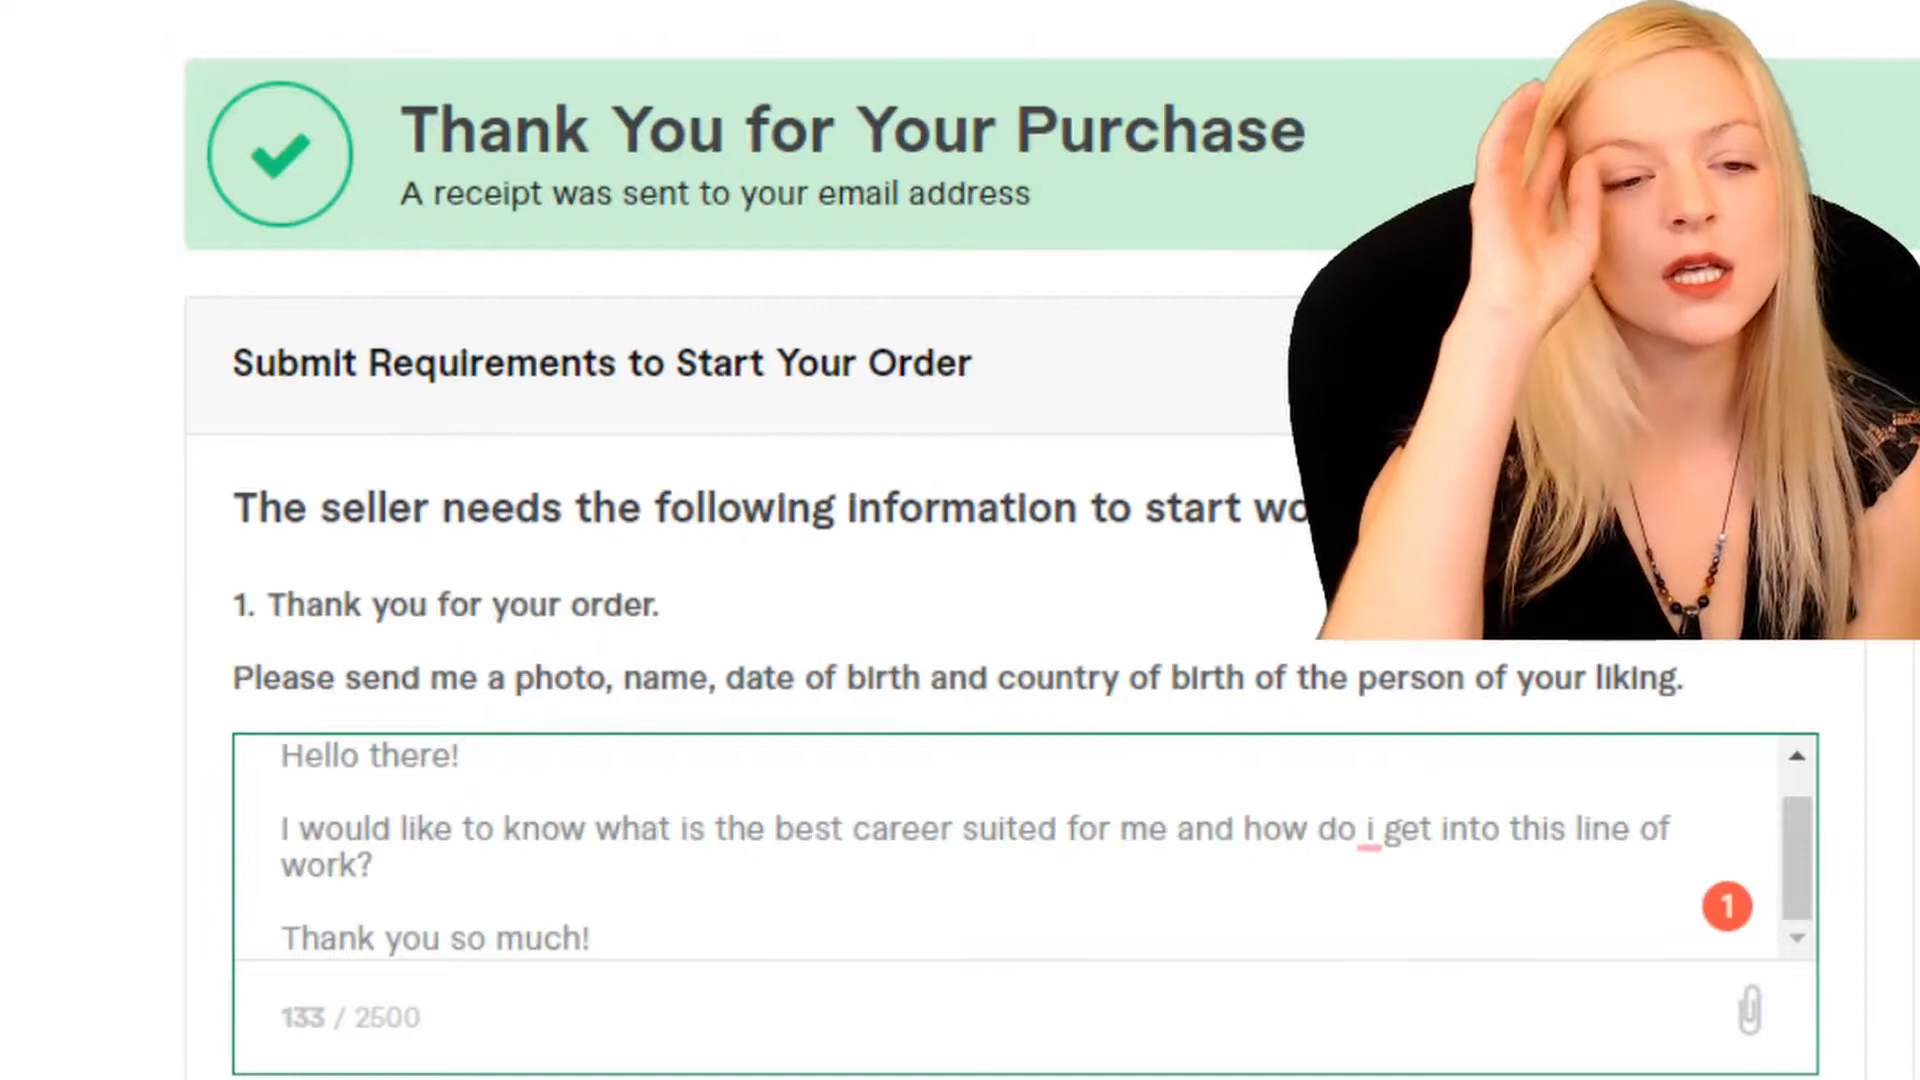 Thank You for Your Purchase
A receipt was sent to your email address
Submit Requirements to Start Your Order
The seller needs the following information to start wo
1. Thank you for your order.
Please send me a photo, name, date of birth and country of birth of the person of your liking.
Hello there!
I would like to know what is the best career suited for me and how do i get into this line of
work?
1
Thank you so much!
133 / 2500